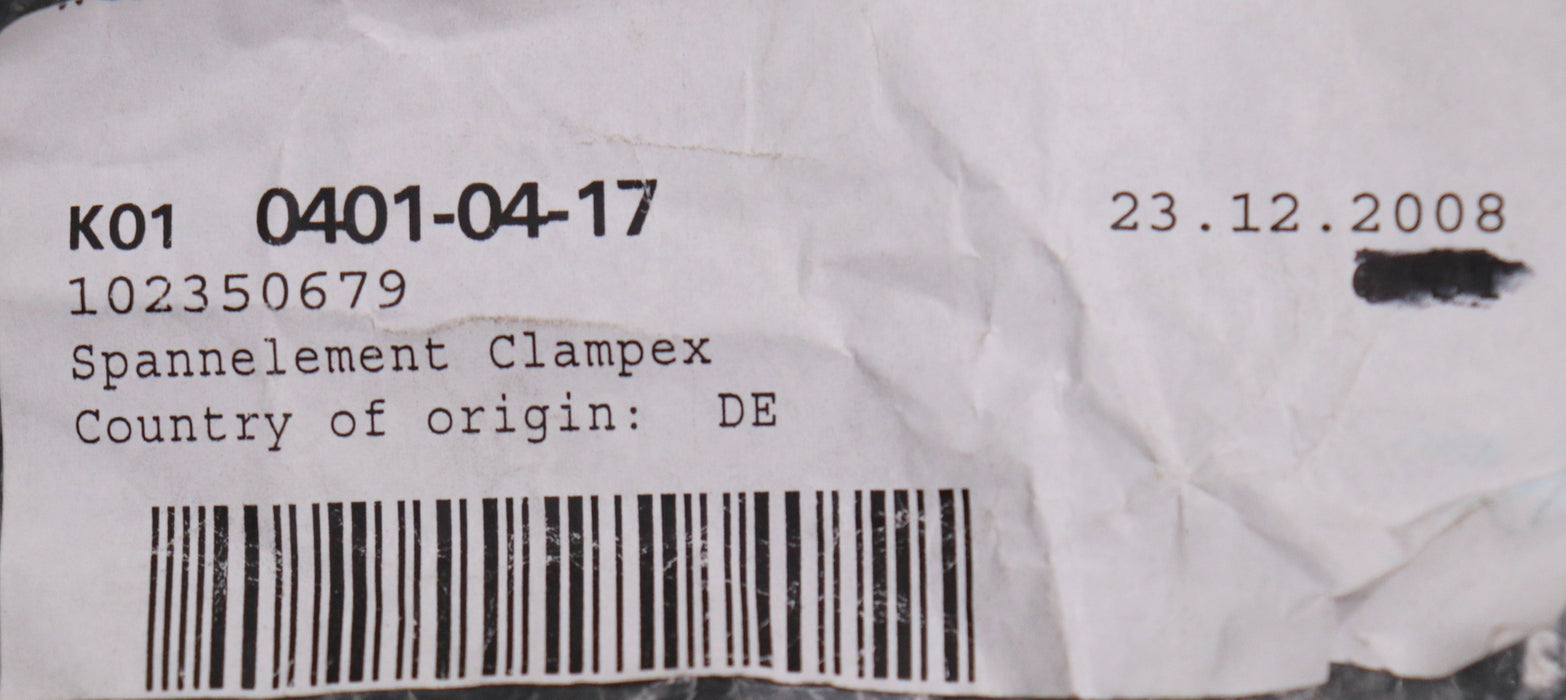 K01 0401-04-17 23.12.2008
102350679
Spannelement Clampex
Country of origin: DE